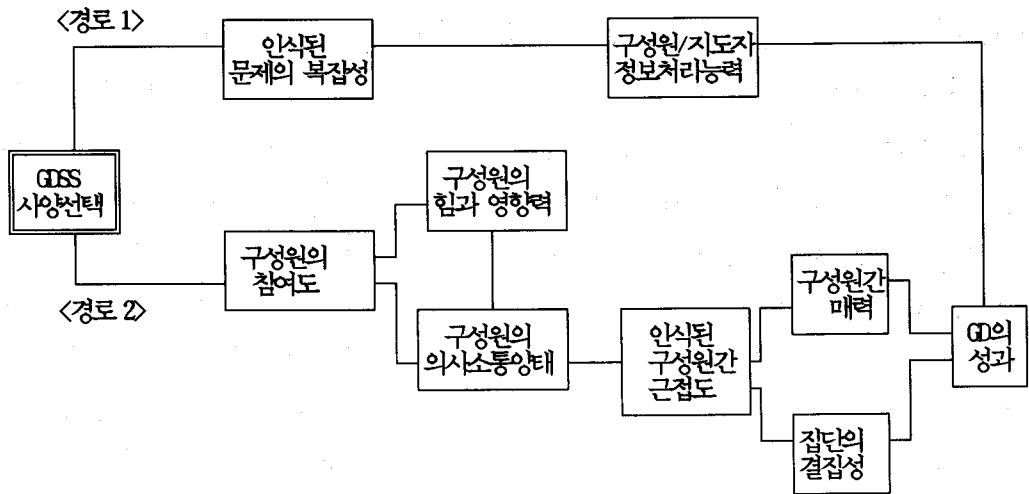 <경로 1>
인식된
문제의 복잡성
구성원/지도자
정보처리능력
GDSS
사양선택
<경로 2>
구성원의
참여도
구성원의
힘과 영향력
구성원의
의사소통양태
인식된
구성원간
근접도
구성원간
매력
집단의
결집성
GD의
성과